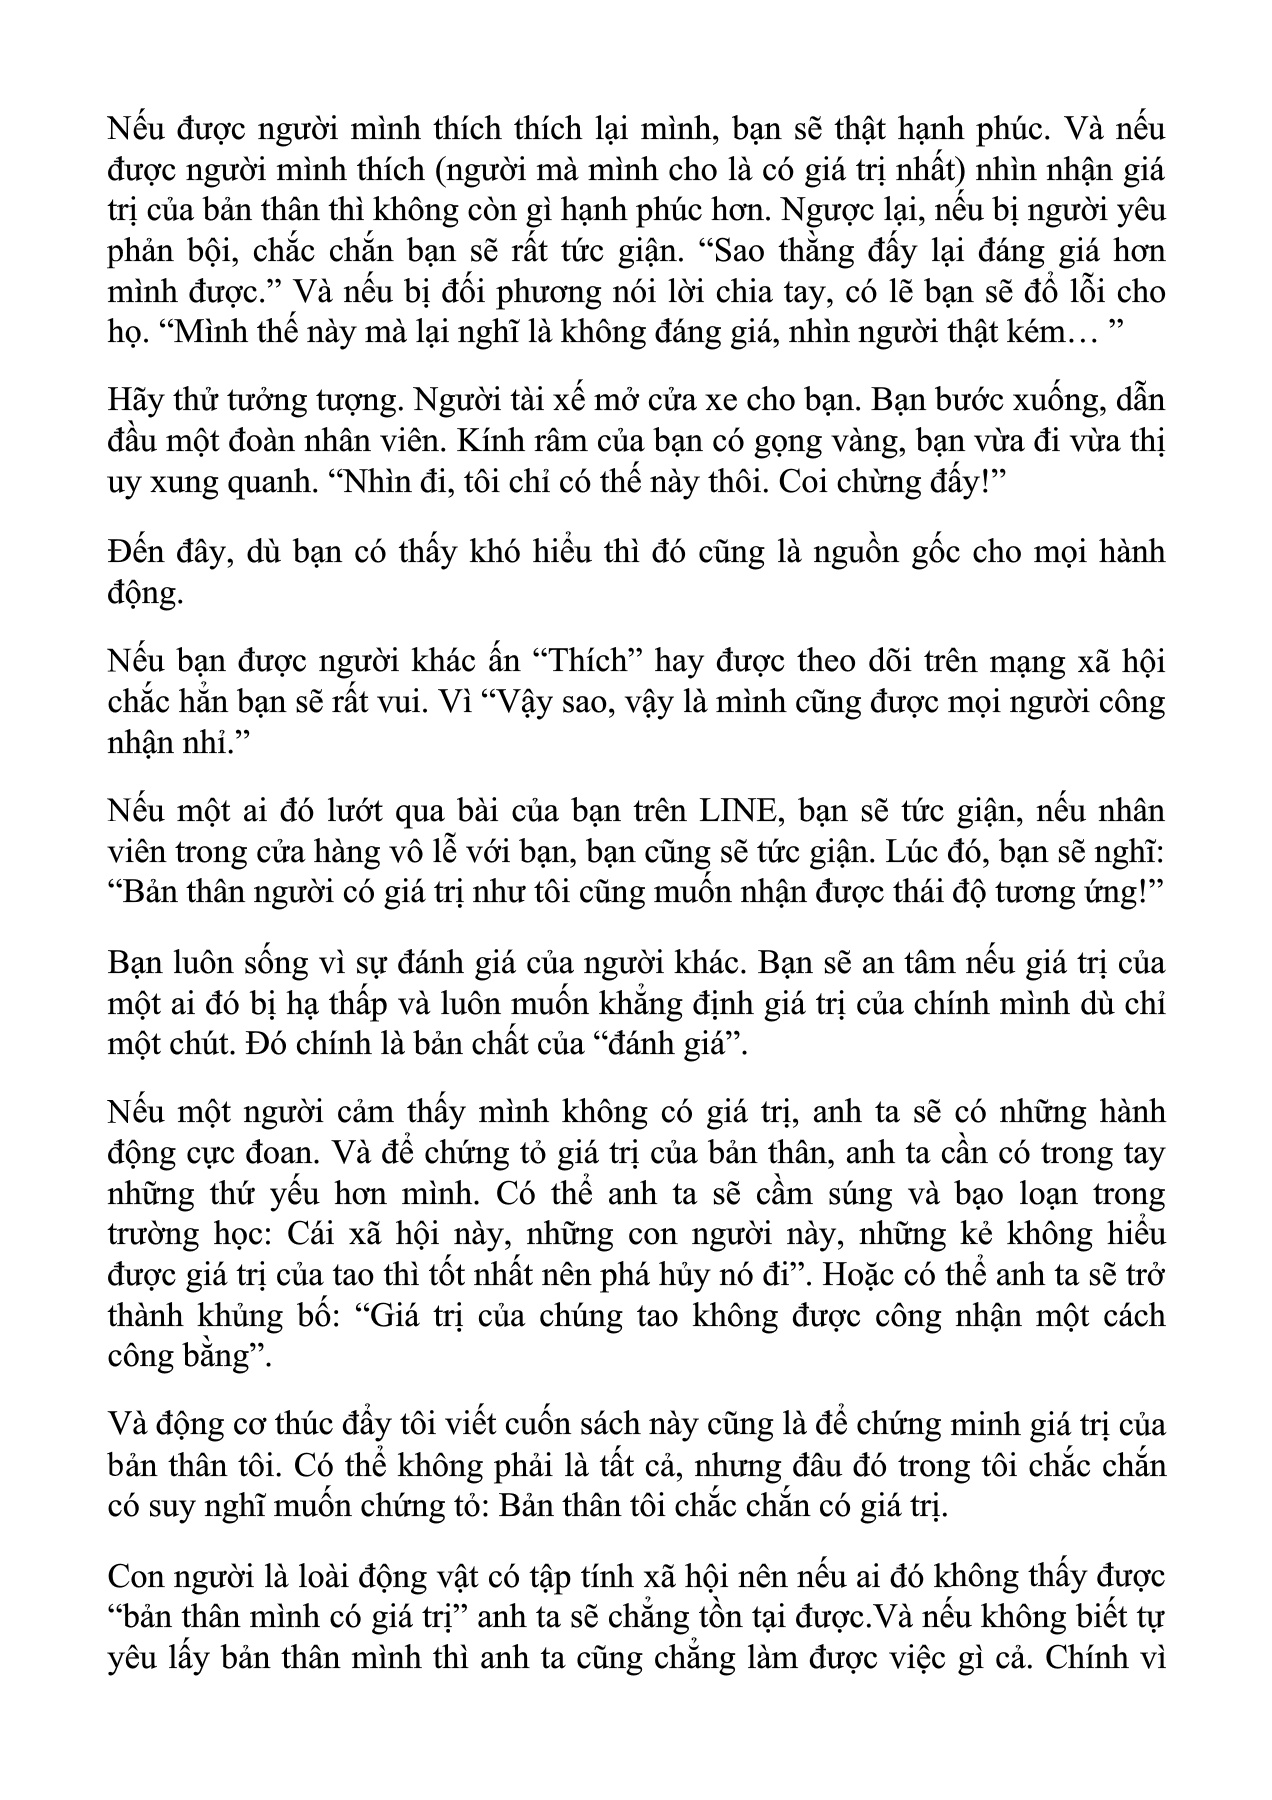 Nếu được người mình thích thích lại mình, bạn sẽ thật hạnh phúc. Và nếu
được người mình thích (người mà mình cho là có giá trị nhất) nhìn nhận giá
trị của bản thân thì không còn gì hạnh phúc hơn. Ngược lại, nếu bị người yêu
phản bội, chắc chắn bạn sẽ rất tức giận. “Sao thằng đấy lại đáng giá hơn
mình được.” Và nếu bị đối phương nói lời chia tay, có lẽ bạn sẽ đổ lỗi cho
họ. “Mình thế này mà lại nghĩ là không đáng giá, nhìn người thật kém… ”
Hãy thử tưởng tượng. Người tài xế mở cửa xe cho bạn. Bạn bước xuống, dẫn
đầu một đoàn nhân viên. Kính râm của bạn có gọng vàng, bạn vừa đi vừa thị
uy xung quanh. “Nhìn đi, tôi chỉ có thế này thôi. Coi chừng đấy!”
Đến đây, dù bạn có thấy khó hiểu thì đó cũng là nguồn gốc cho mọi hành
động.
Nếu bạn được người khác ấn “Thích” hay được theo dõi trên mạng xã hội
chắc hẳn bạn sẽ rất vui. Vì “Vậy sao, vậy là mình cũng được mọi người công
nhận nhỉ.”
Nếu một ai đó lướt qua bài của bạn trên LINE, bạn sẽ tức giận, nếu nhân
viên trong cửa hàng vô lễ với bạn, bạn cũng sẽ tức giận. Lúc đó, bạn sẽ nghĩ:
“Bản thân người có giá trị như tôi cũng muốn nhận được thái độ tương ứng!”
Bạn luôn sống vì sự đánh giá của người khác. Bạn sẽ an tâm nếu giá trị của
một ai đó bị hạ thấp và luôn muốn khẳng định giá trị của chính mình dù chỉ
một chút. Đó chính là bản chất của “đánh giá”.
Nếu một người cảm thấy mình không có giá trị, anh ta sẽ có những hành
động cực đoan. Và để chứng tỏ giá trị của bản thân, anh ta cần có trong tay
những thứ yếu hơn mình. Có thể anh ta sẽ cầm súng và bạo loạn trong
trường học: Cái xã hội này, những con người này, những kẻ không hiểu
được giá trị của tao thì tốt nhất nên phá hủy nó đi”. Hoặc có thể anh ta sẽ trở
thành khủng bố: “Giá trị của chúng tao không được công nhận một cách
công bằng”.
Và động cơ thúc đẩy tôi viết cuốn sách này cũng là để chứng minh giá trị của
bản thân tôi. Có thể không phải là tất cả, nhưng đâu đó trong tôi chắc chắn
có suy nghĩ muốn chứng tỏ: Bản thân tôi chắc chắn có giá trị.
Con người là loài động vật có tập tính xã hội nên nếu ai đó không thấy được
“bản thân mình có giá trị” anh ta sẽ chẳng tồn tại được.Và nếu không biết tự
yêu lấy bản thân mình thì anh ta cũng chẳng làm được việc gì cả. Chính vì